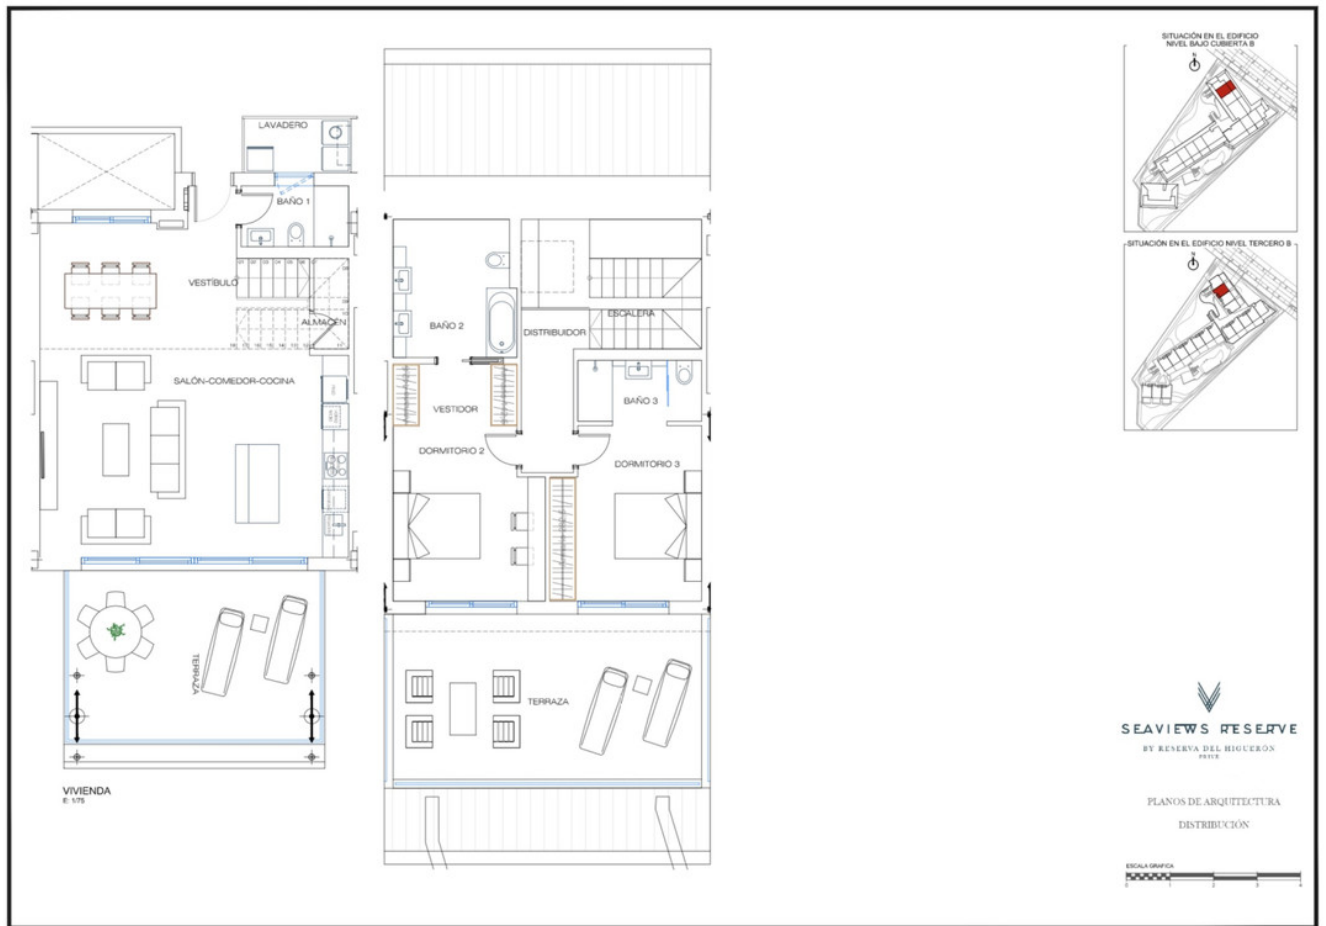 LAVADERO
BAÑO 1
VESTÍBULO
ALMACÉN
SALÓN-COMEDOR-COCINA
TERRAZA
VIVIENDA
E: 1/75
BAÑO 2
DISTRIBUIDOR
ESCALERA
BAÑO 3
VESTIDOR
DORMITORIO 2
DORMITORIO 3
TERRAZA
SITUACIÓN EN EL EDIFICIO
NIVEL BAJO CUBIERTA B
N
SITUACIÓN EN EL EDIFICIO NIVEL TERCERO B
N
SEAVIEWS RESERVE
BY RESERVA DEL HIGUERÓN
PLANOS DE ARQUITECTURA
DISTRIBUCIÓN
ESCALA GRAFICA
0 1 2 3 4